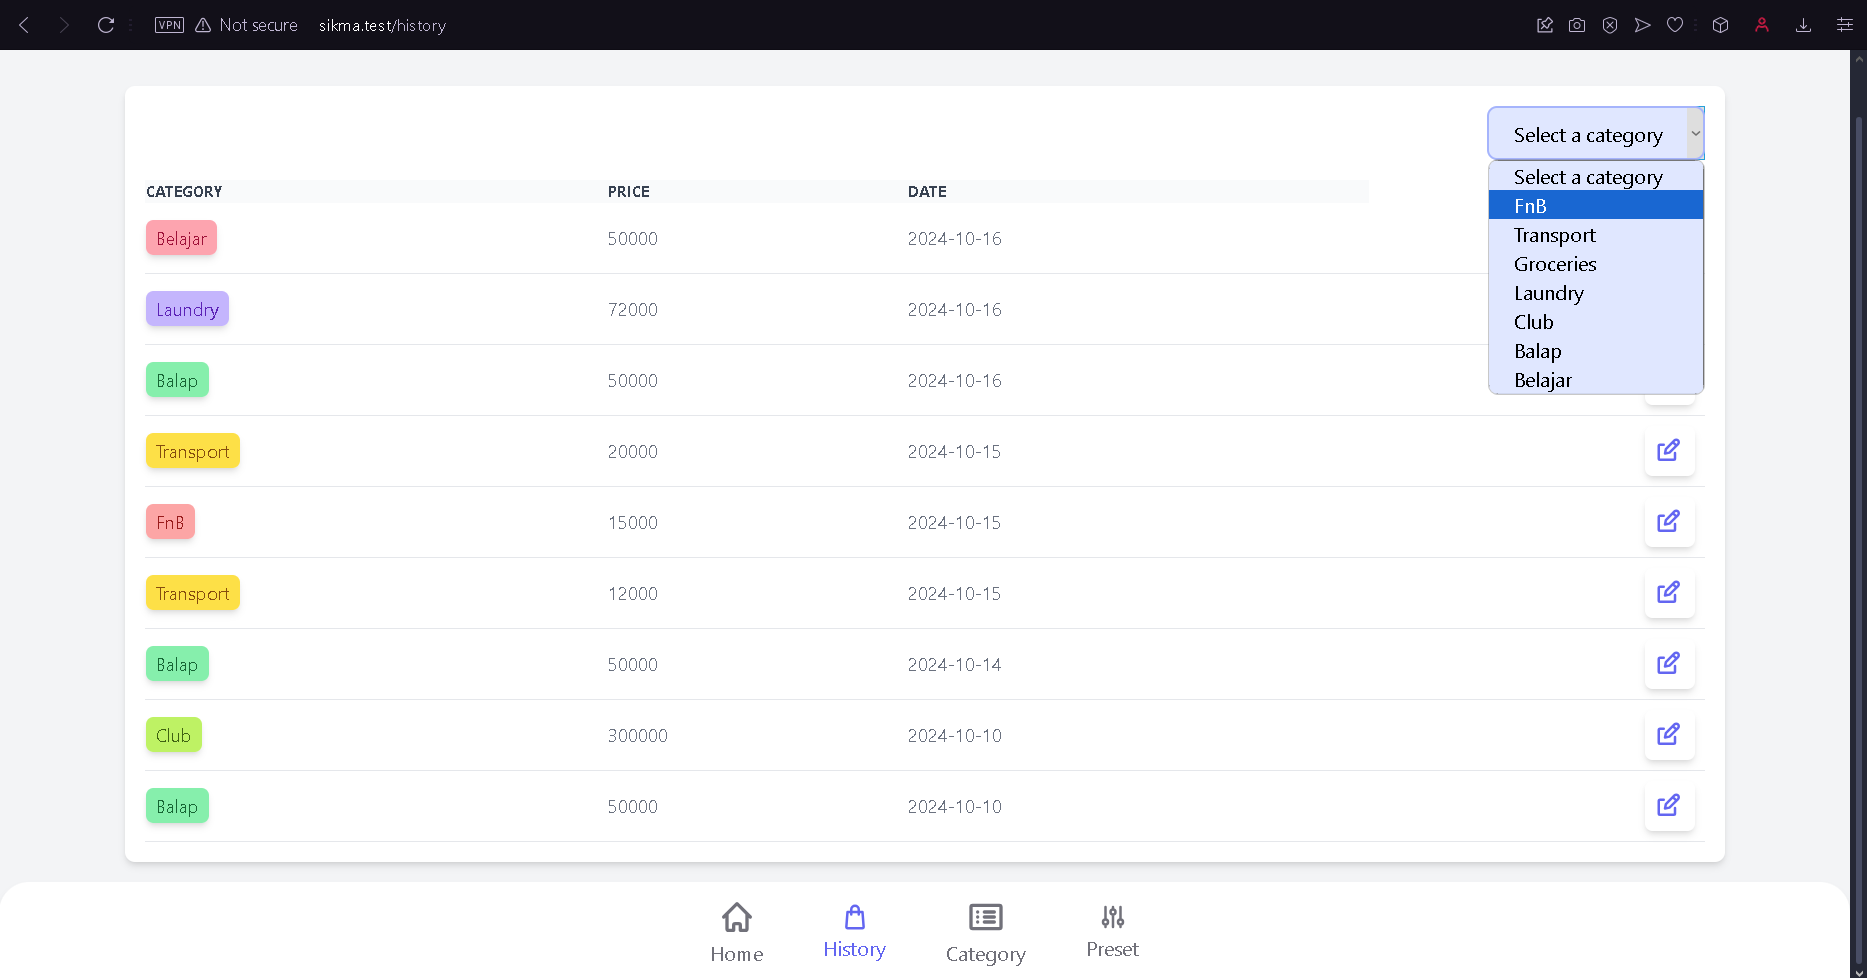 VPN Not secure sikma.test/history
Select a category
Select a category
FnB
Transport
Groceries
Laundry
Club
Balap
Belajar
CATEGORY PRICE DATE
Belajar 50000 2024-10-16
Laundry 72000 2024-10-16
Balap 50000 2024-10-16
Transport 20000 2024-10-15
FnB 15000 2024-10-15
Transport 12000 2024-10-15
Balap 50000 2024-10-14
Club 300000 2024-10-10
Balap 50000 2024-10-10
Home History Category Preset